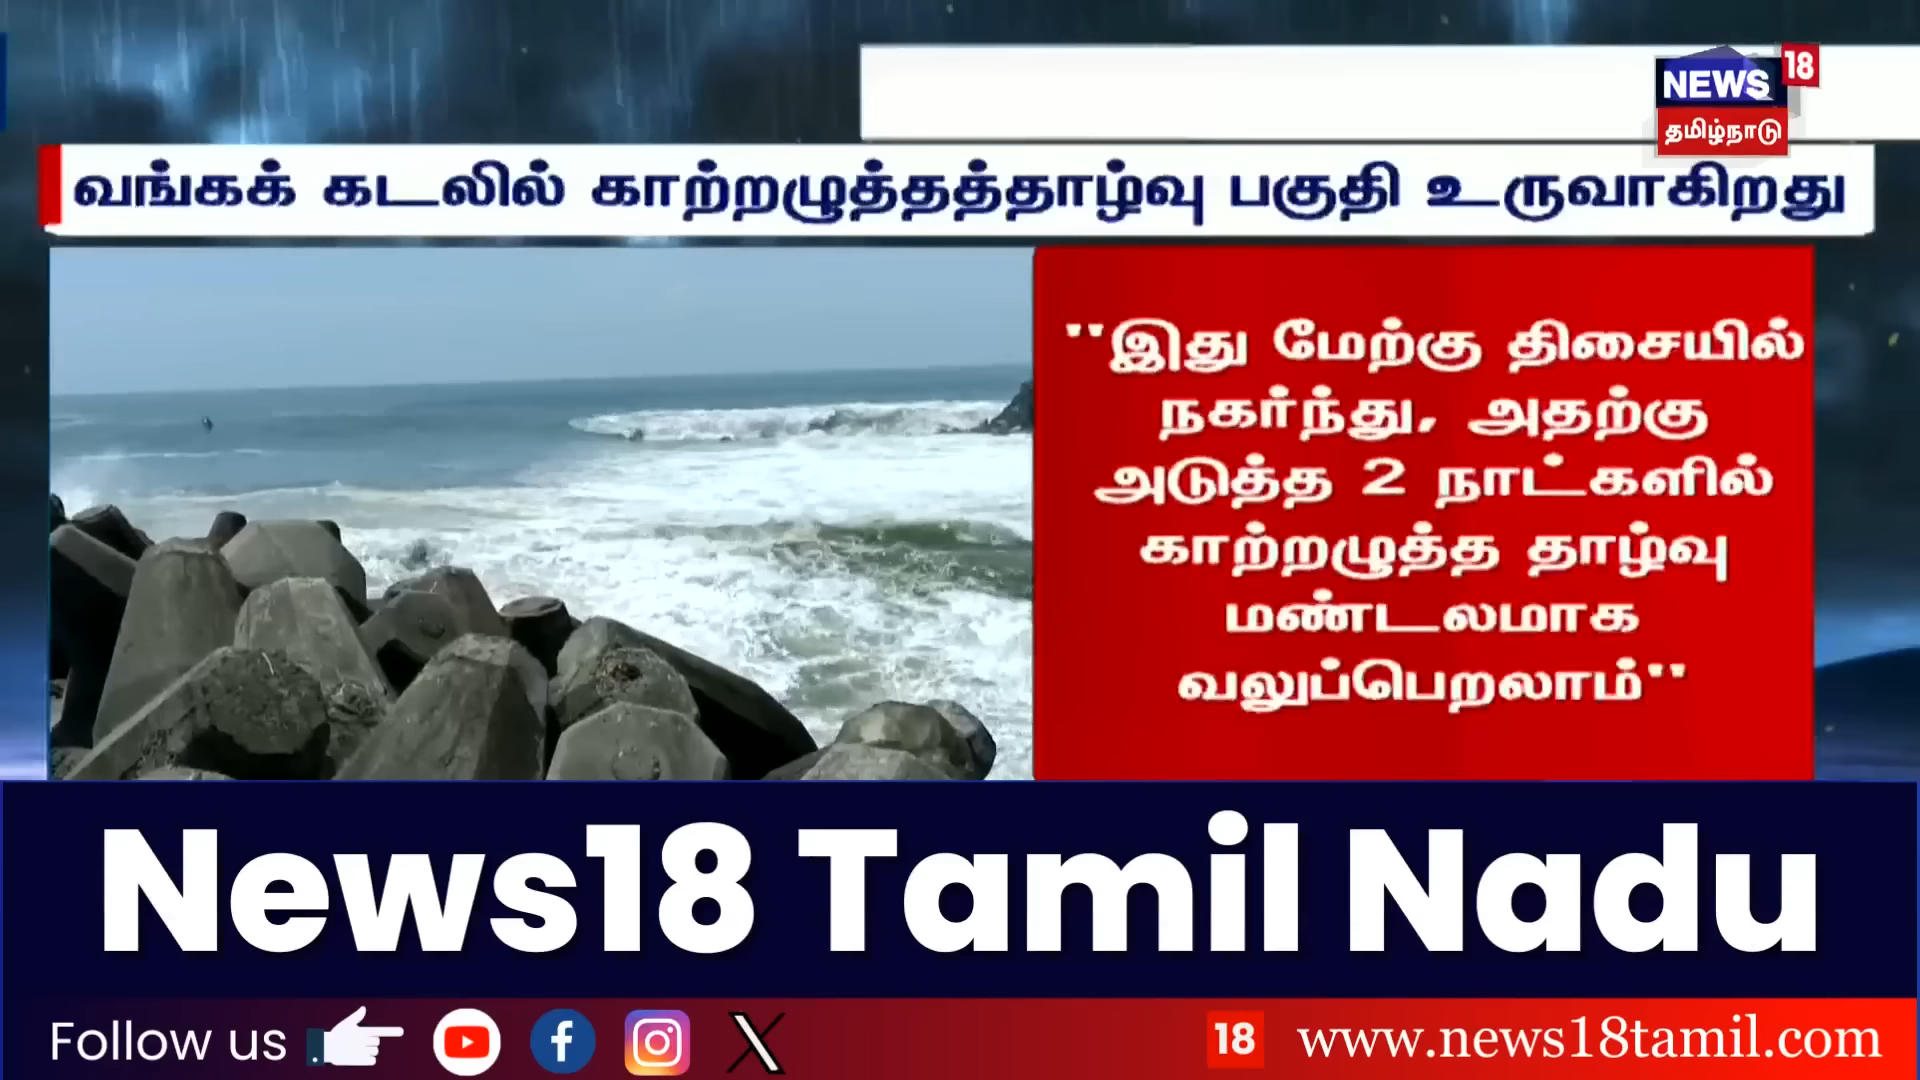 NEWS 18
தமிழ்நாடு
வங்கக் கடலில் காற்றழுத்தத்தாழ்வு பகுதி உருவாகிறது
"இது மேற்கு திசையில்
நகர்ந்து, அதற்கு
அடுத்த 2 நாட்களில்
காற்றழுத்த தாழ்வு
மண்டலமாக
வலுப்பெறலாம்"
News18 Tamil Nadu
Follow us
18 www.news18tamil.com